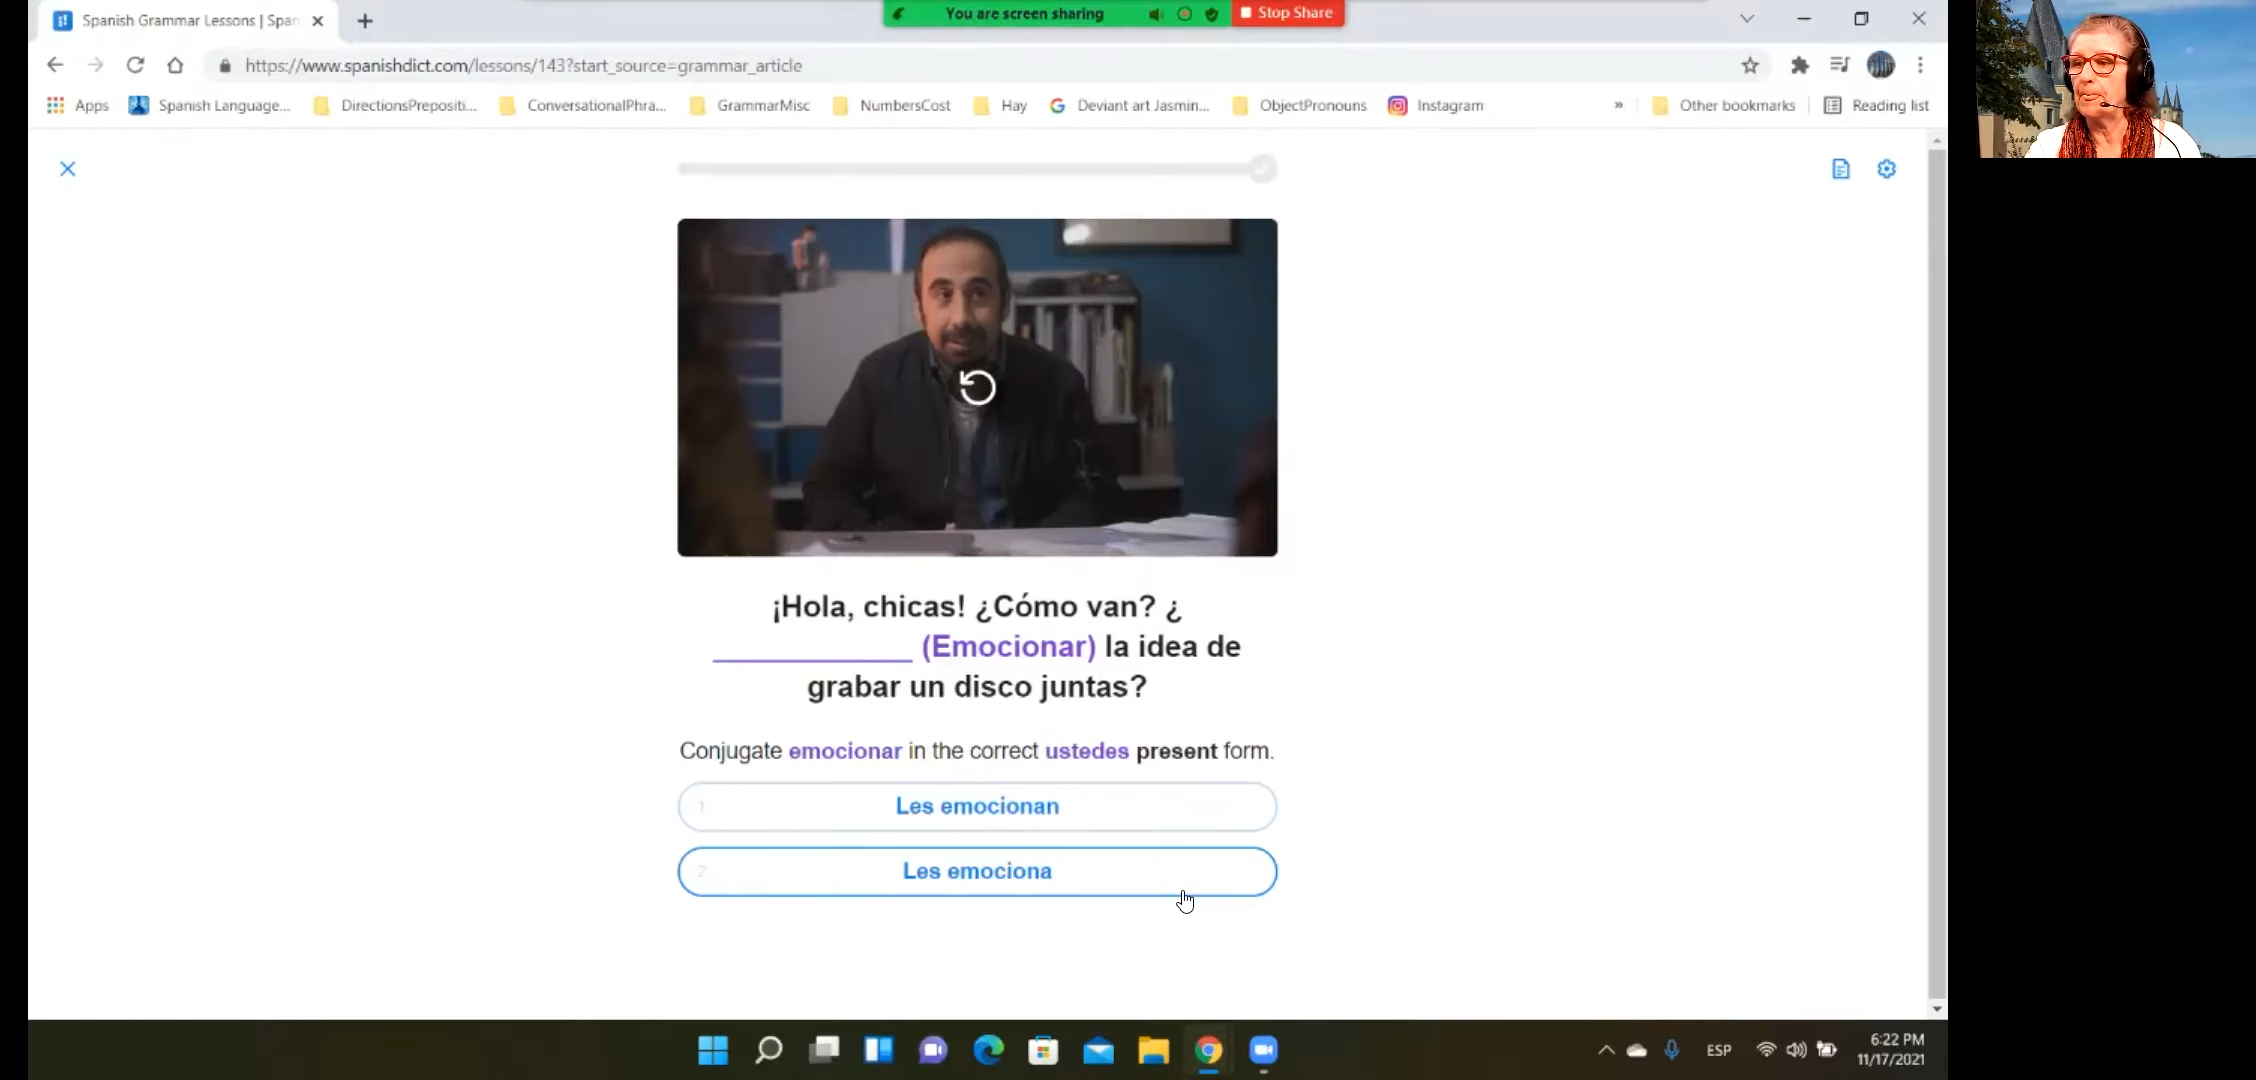 Spanish Grammar Lessons | Span
You are screen sharing
Stop Share
https://www.spanishdict.com/lessons/143?start_source=grammar_article
Apps
Spanish Language...
DirectionsPrepositi...
ConversationalPhra...
GrammarMisc
NumbersCost
Hay
Deviant art Jasmin...
ObjectPronouns
Instagram
»
Other bookmarks
Reading list
¡Hola, chicas! ¿Cómo van? ¿
____________ (Emocionar) la idea de
grabar un disco juntas?
Conjugate emocionar in the correct ustedes present form.
1 Les emocionan
2 Les emociona
ESP
6:22 PM
11/17/2021